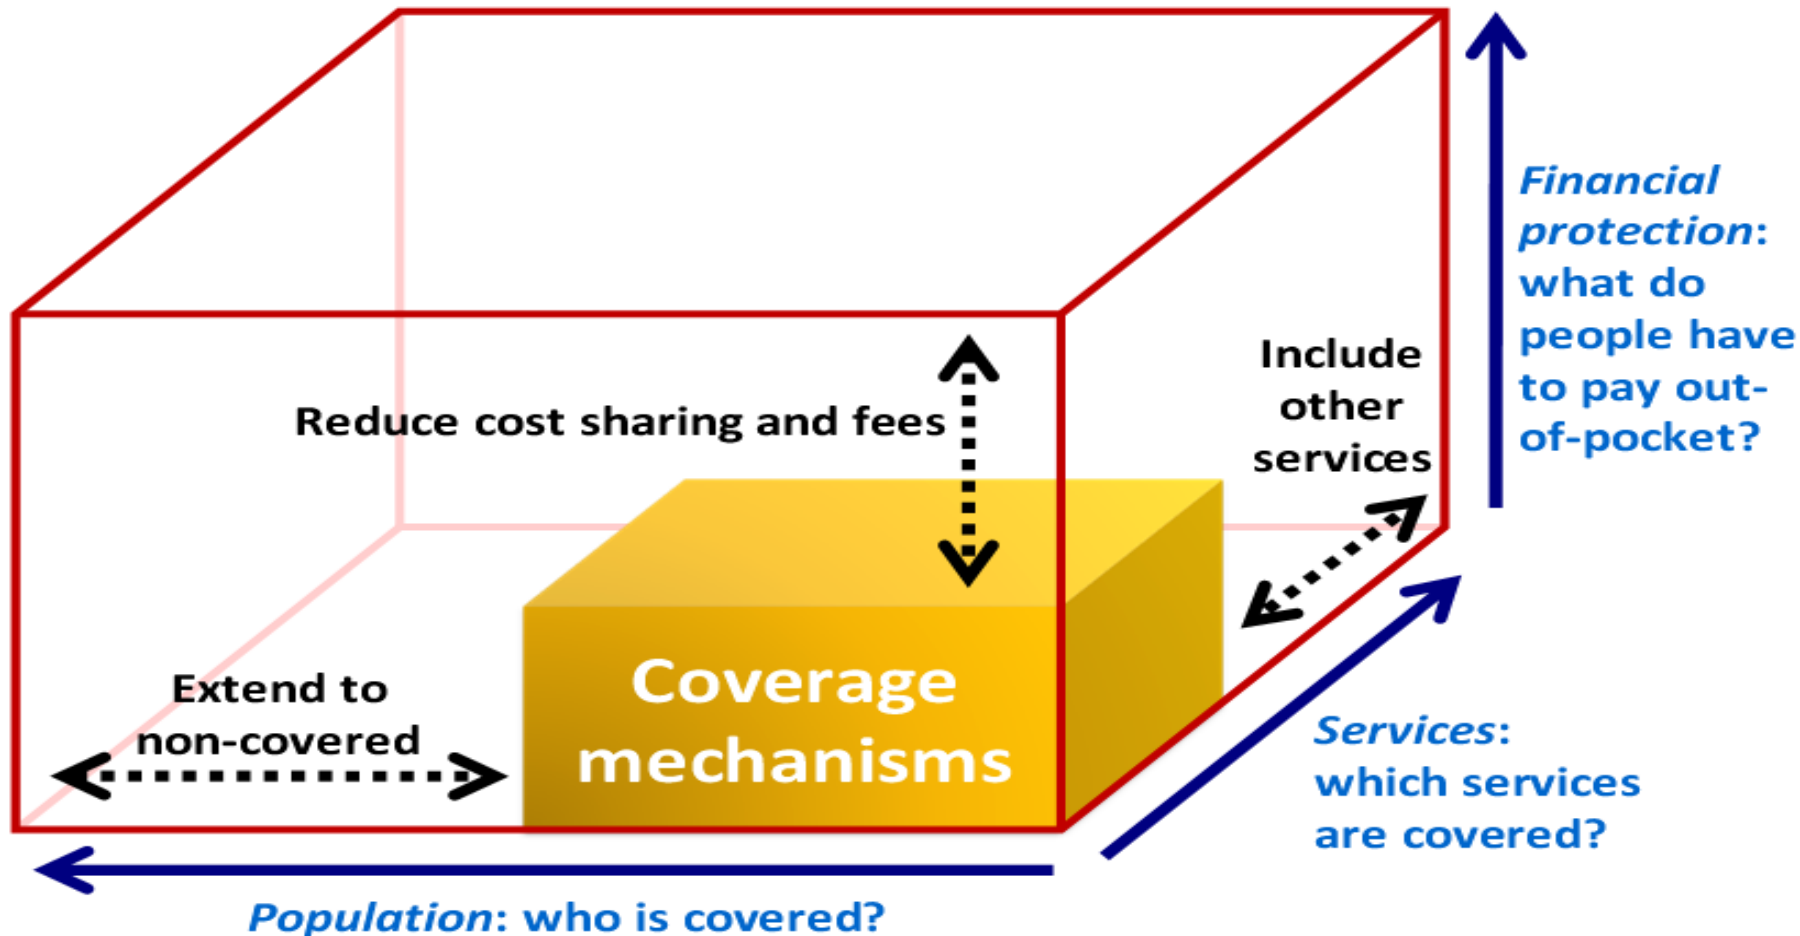 Financial
protection:
what do
people have
to pay out-
of-pocket?
Include
other
services
Reduce cost sharing and fees
Extend to
non-covered
Coverage
mechanisms
Services:
which services
are covered?
Population: who is covered?